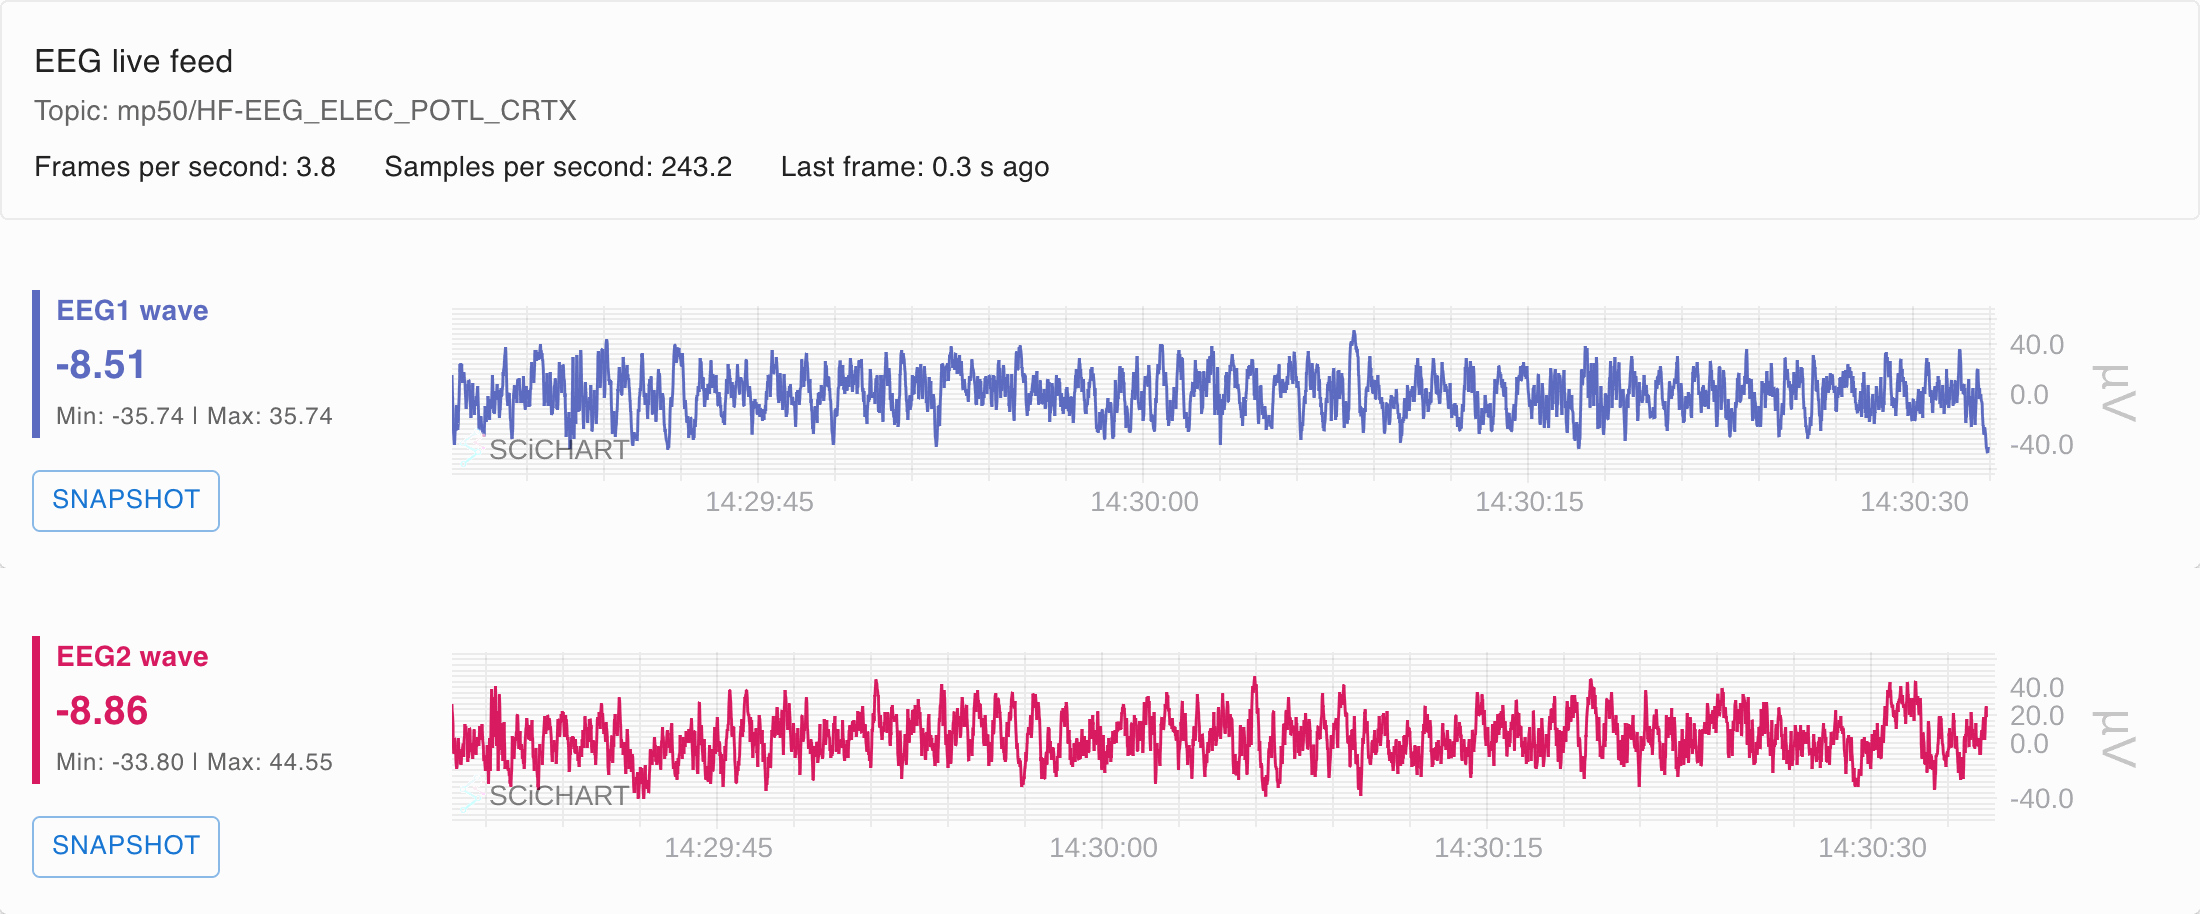 EEG live feed
Topic: mp50/HF-EEG_ELEC_POTL_CRTX
Frames per second: 3.8 Samples per second: 243.2 Last frame: 0.3 s ago
EEG1 wave
-8.51
Min: -35.74 | Max: 35.74
SNAPSHOT
SCiCHART
40.0
0.0
-40.0
µV
14:29:45 14:30:00 14:30:15 14:30:30
EEG2 wave
-8.86
Min: -33.80 | Max: 44.55
SNAPSHOT
SCiCHART
40.0
20.0
0.0
-40.0
µV
14:29:45 14:30:00 14:30:15 14:30:30